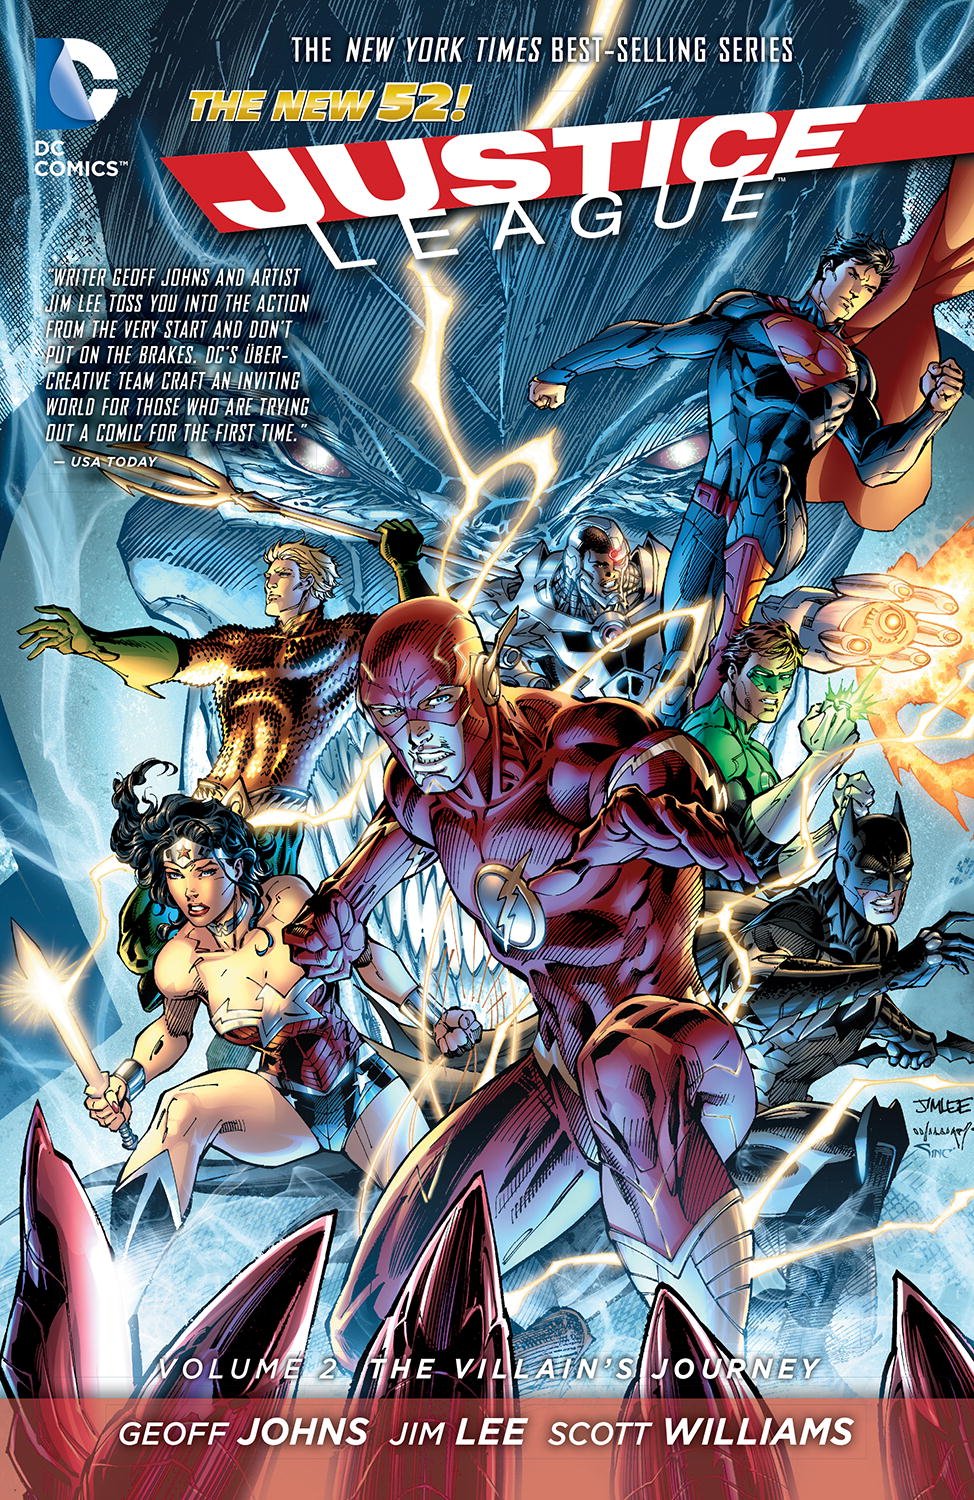 THE NEW YORK TIMES BEST-SELLING SERIES
THE NEW 52!
DC
COMICS™
JUSTICE
LEAGUE™
"WRITER GEOFF JOHNS AND ARTIST
JIM LEE TOSS YOU INTO THE ACTION
FROM THE VERY START AND DON'T
PUT ON THE BRAKES. DC'S ÜBER-
CREATIVE TEAM CRAFT AN INVITING
WORLD FOR THOSE WHO ARE TRYING
OUT A COMIC FOR THE FIRST TIME."
— USA TODAY
S
JIMLEE
SINC.
VOLUME 2 THE VILLAIN'S JOURNEY
GEOFF JOHNS JIM LEE SCOTT WILLIAMS